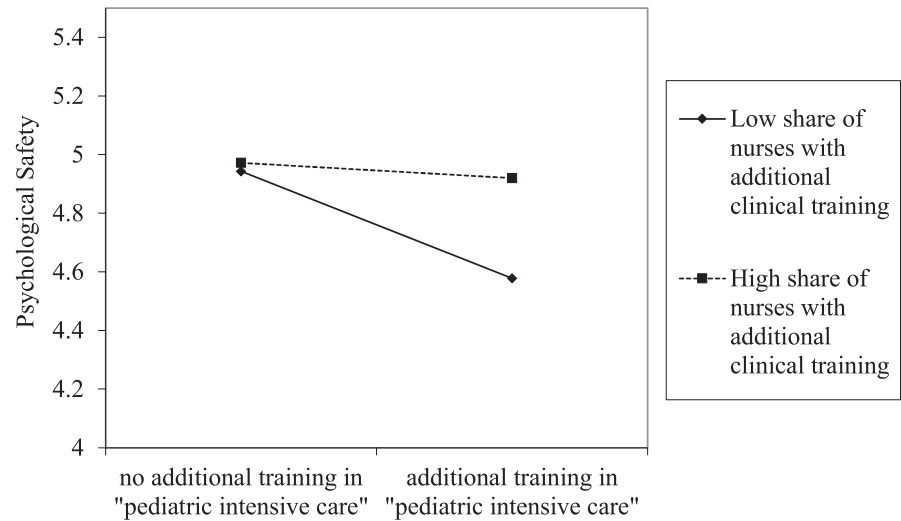 5.4
5.2
5
4.8
4.6
4.4
4.2
4
Psychological Safety
no additional training in
"pediatric intensive care"
additional training in
"pediatric intensive care"
Low share of
nurses with
additional
clinical training
High share of
nurses with
additional
clinical training